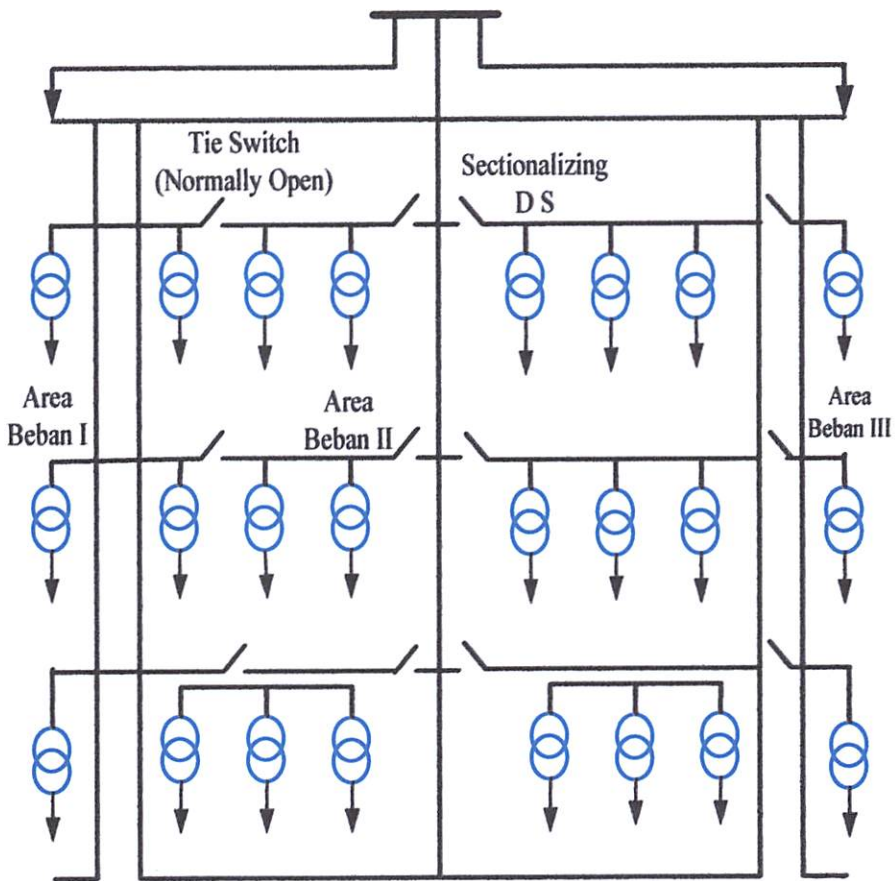 Tie Switch
(Normally Open)
Sectionalizing
D S
Area
Beban I
Area
Beban II
Area
Beban III